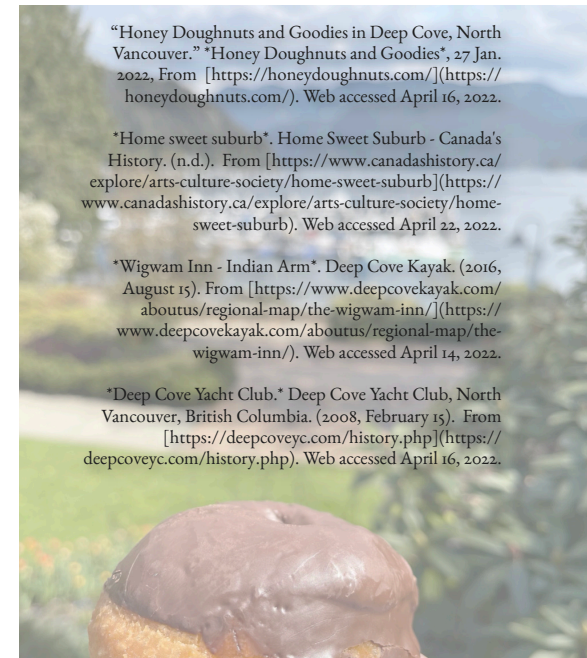 “Honey Doughnuts and Goodies in Deep Cove, North
Vancouver.” *Honey Doughnuts and Goodies*, 27 Jan.
2022, From [https://honeydoughnuts.com/](https://
honeydoughnuts.com/). Web accessed April 16, 2022.
*Home sweet suburb*. Home Sweet Suburb - Canada's
History. (n.d.). From [https://www.canadashistory.ca/
explore/arts-culture-society/home-sweet-suburb](https://
www.canadashistory.ca/explore/arts-culture-society/home-
sweet-suburb). Web accessed April 22, 2022.
*Wigwam Inn - Indian Arm*. Deep Cove Kayak. (2016,
August 15). From [https://www.deepcovekayak.com/
aboutus/regional-map/the-wigwam-inn/](https://
www.deepcovekayak.com/aboutus/regional-map/the-
wigwam-inn/). Web accessed April 14, 2022.
*Deep Cove Yacht Club.* Deep Cove Yacht Club, North
Vancouver, British Columbia. (2008, February 15). From
[https://deepcoveyc.com/history.php](https://
deepcoveyc.com/history.php). Web accessed April 16, 2022.